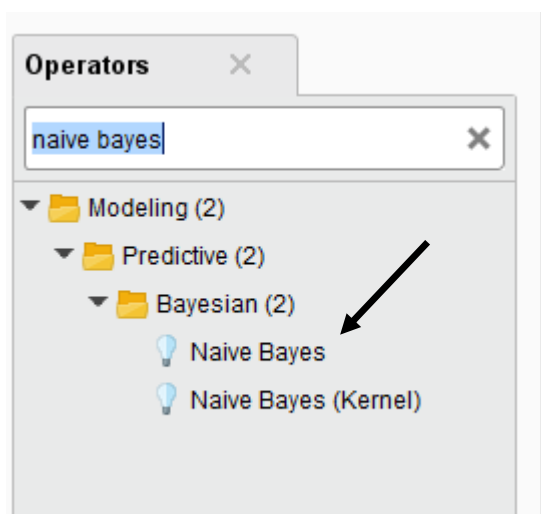 Operators
naive bayes
Modeling (2)
Predictive (2)
Bayesian (2)
Naive Bayes
Naive Bayes (Kernel)